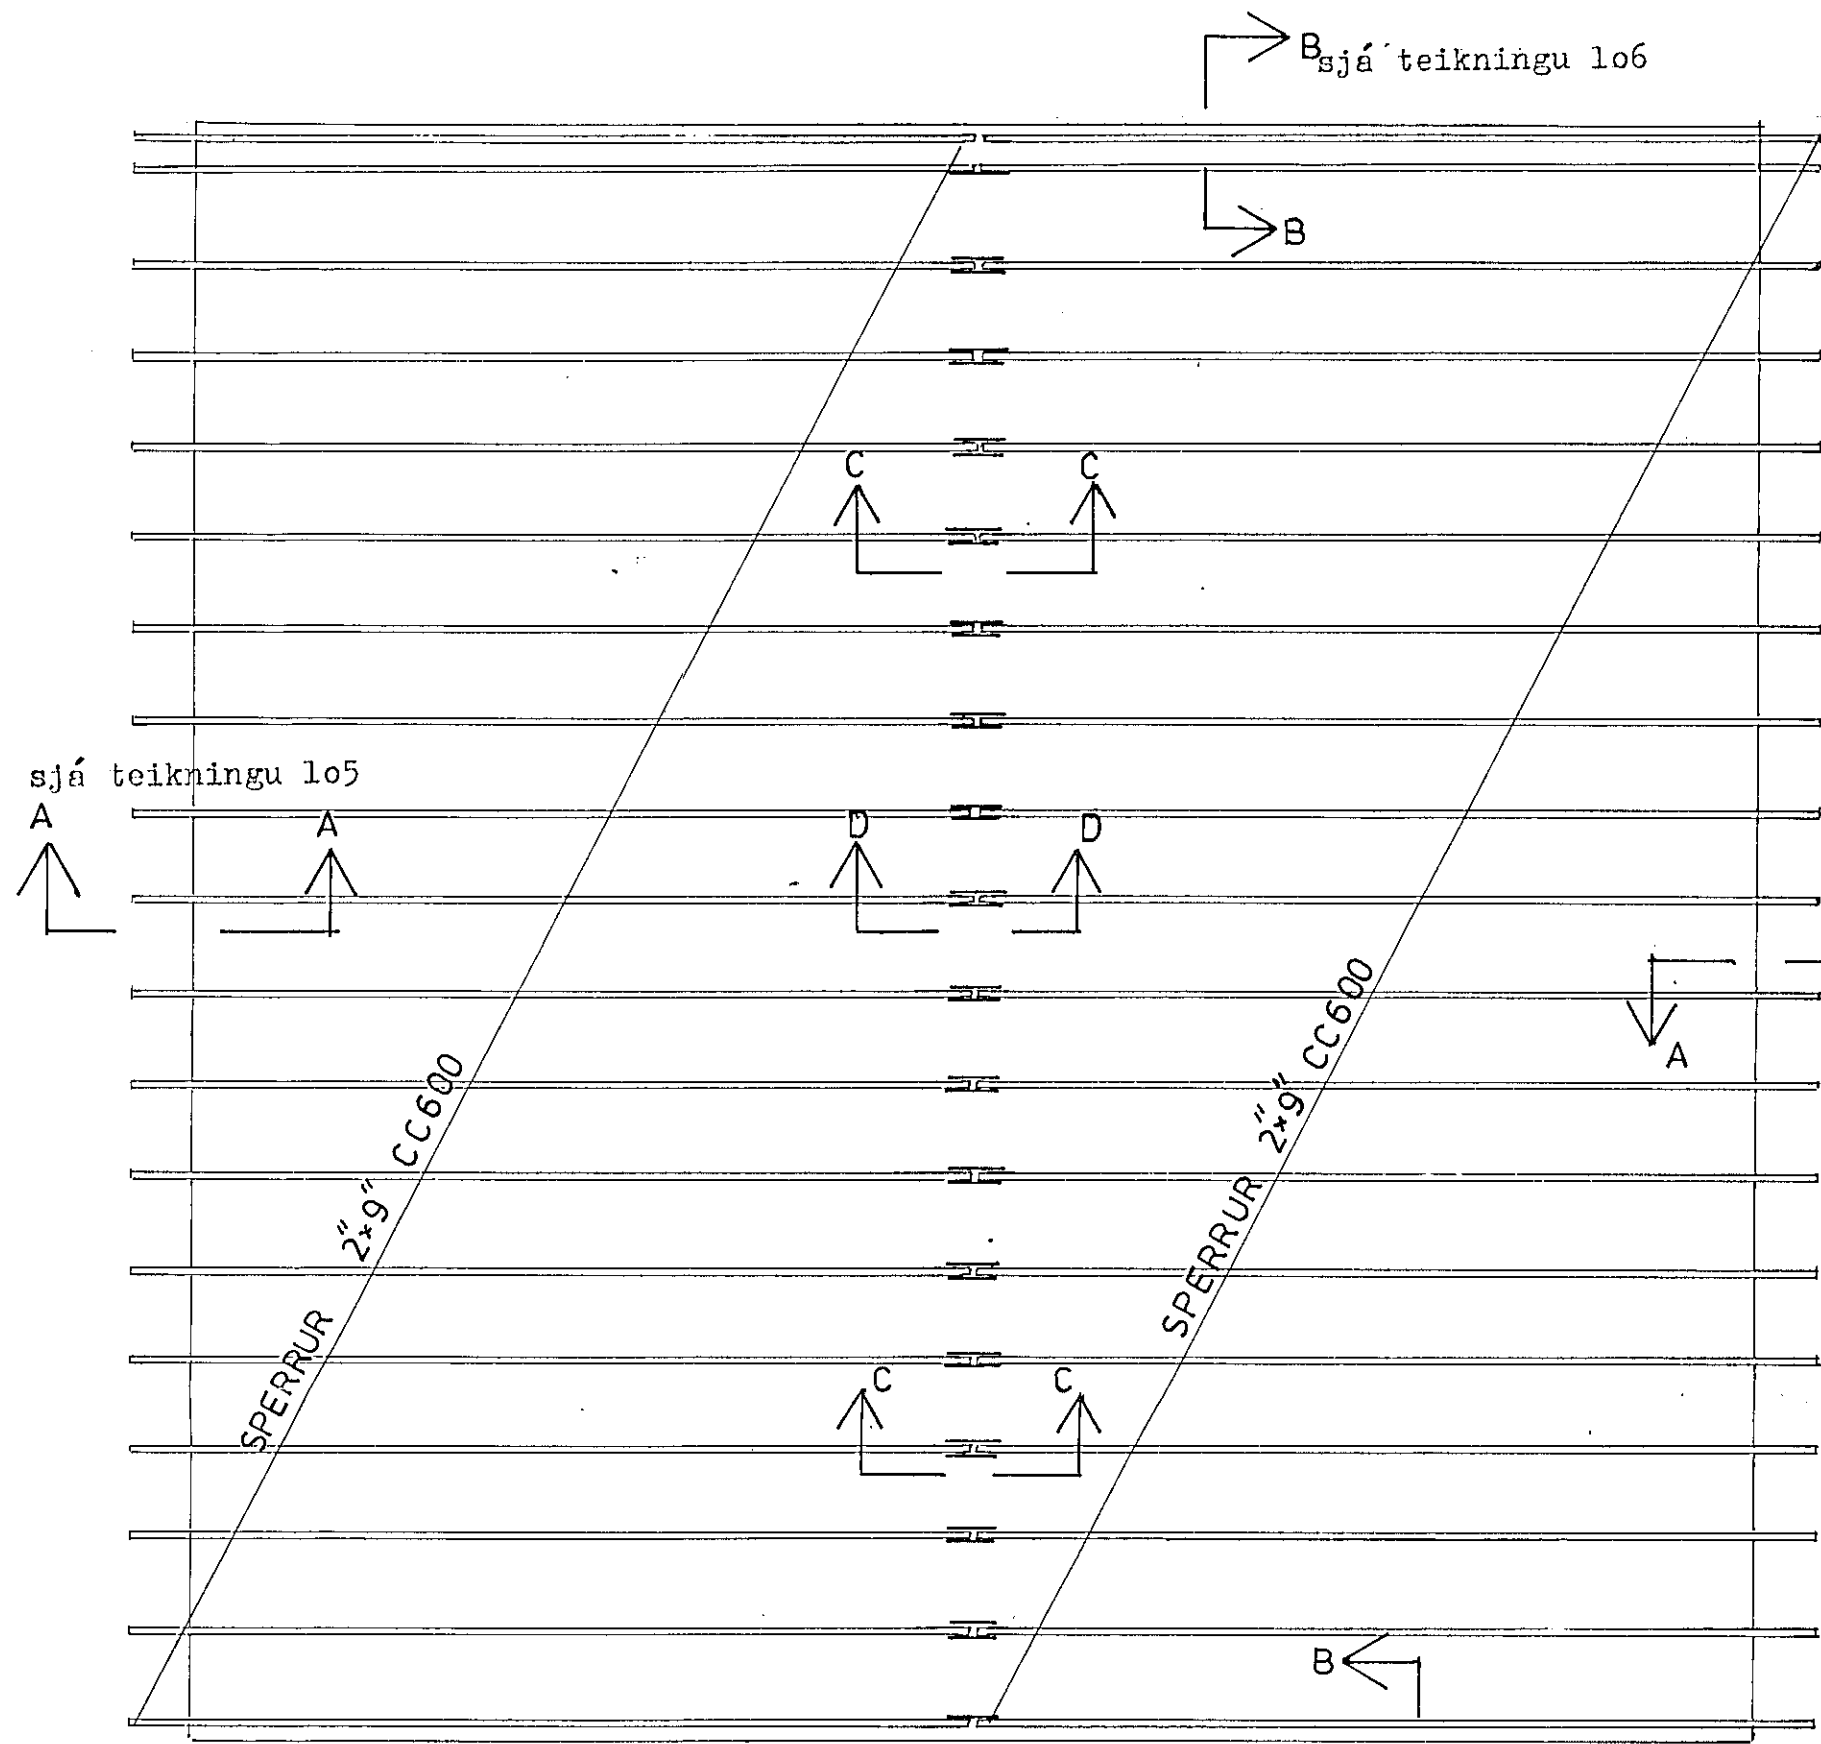 B sjá teikningu 1o6
B
C C
sjá teikningu 1o5
A A D D
A
SPERRUR 2"×9" CC600
SPERRUR 2"×9" CC600
C C
B